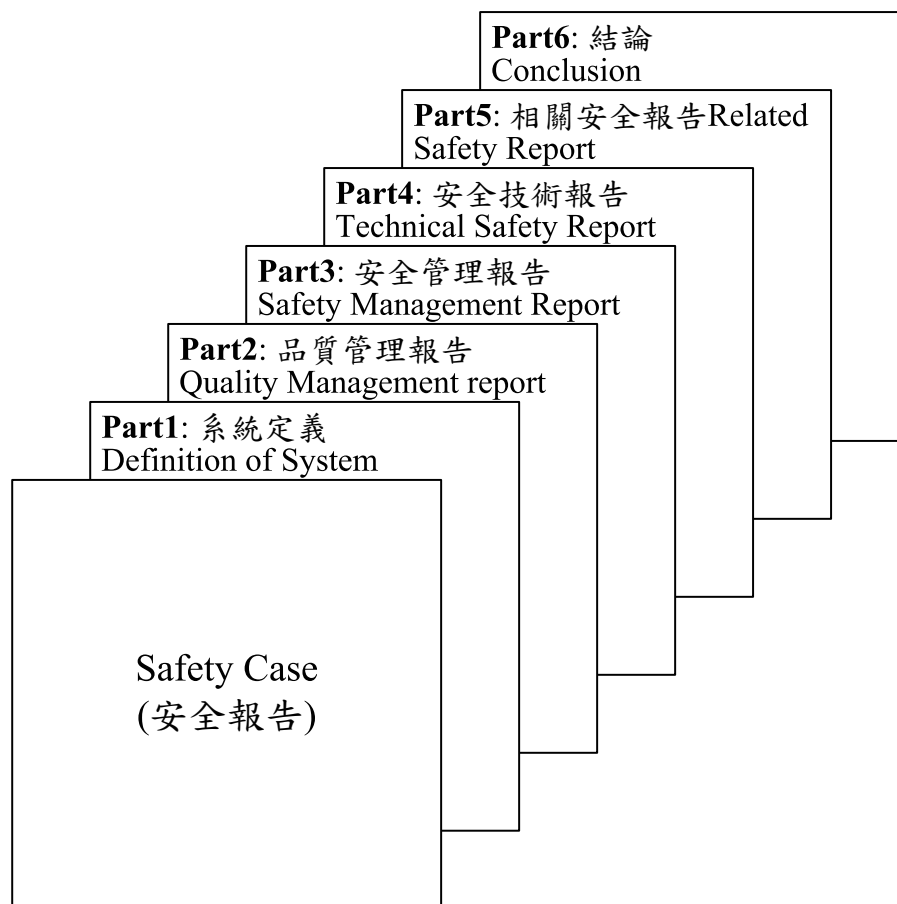 Part6: 結論
Conclusion
Part5: 相關安全報告Related
Safety Report
Part4: 安全技術報告
Technical Safety Report
Part3: 安全管理報告
Safety Management Report
Part2: 品質管理報告
Quality Management report
Part1: 系統定義
Definition of System
Safety Case
(安全報告)